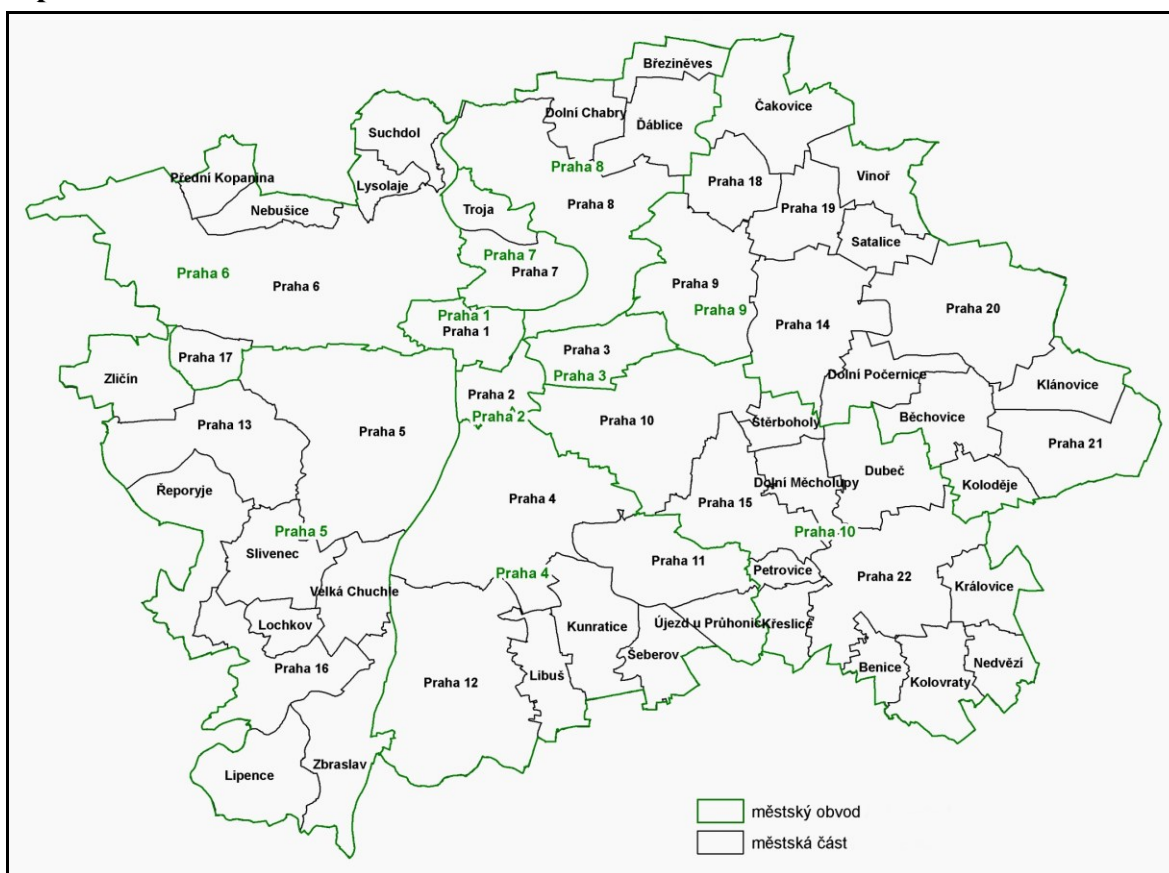 Březiněves
Čakovice
Dolní Chabry
Ďáblice
Suchdol
Praha 8
Přední Kopanina
Lysolaje
Praha 18
Vinoř
Nebušice
Troja
Praha 8
Praha 19
Satalice
Praha 7
Praha 7
Praha 6
Praha 6
Praha 9
Praha 9
Praha 20
Praha 1
Praha 1
Praha 14
Praha 17
Praha 3
Praha 3
Zličín
Dolní Počernice
Klánovice
Praha 2
Praha 2
Praha 13
Praha 5
Praha 10
Štěrboholy
Běchovice
Praha 21
Řeporyje
Praha 4
Praha 15
Dolní Měcholupy
Dubeč
Koloděje
Praha 5
Slivenec
Praha 10
Praha 11
Praha 4
Petrovice
Praha 22
Královice
Velká Chuchle
Lochkov
Kunratice
Újezd u Průhonic
Křeslice
Šeberov
Praha 16
Praha 12
Libuš
Benice
Kolovraty
Nedvězí
Lipence
Zbraslav
městský obvod
městská část